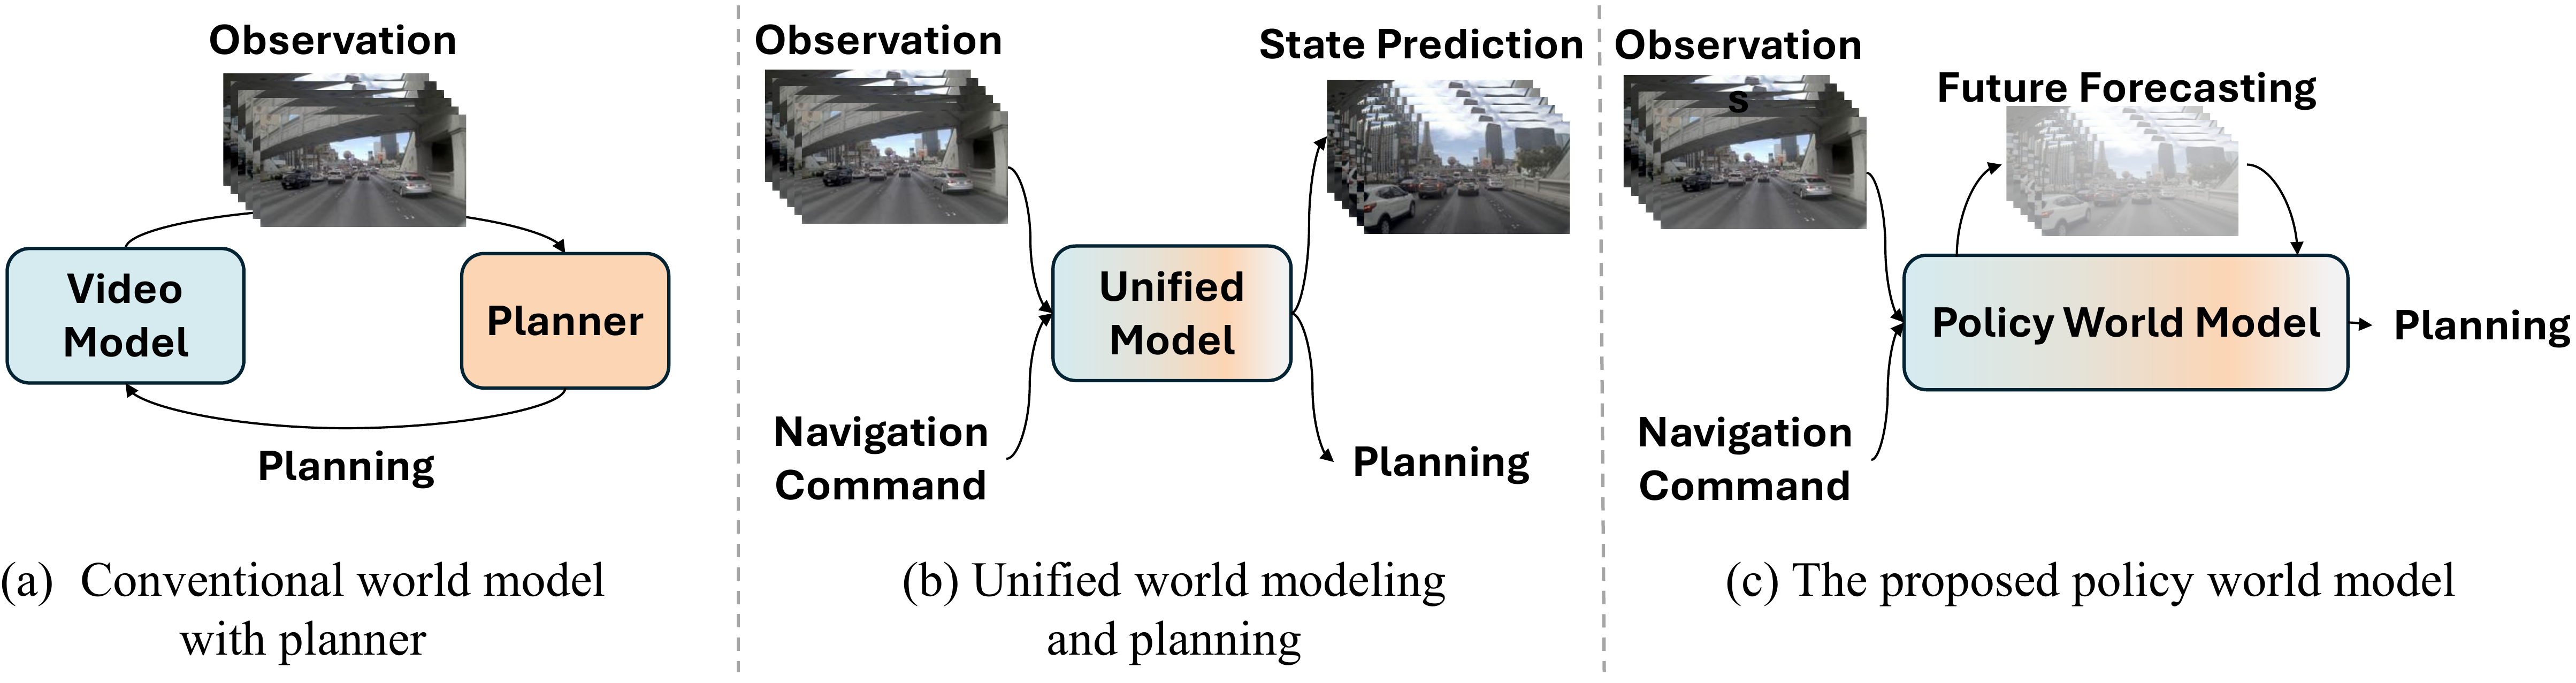 Observation
Video
Model
Planner
Planning
(a) Conventional world model
with planner
Observation
State Prediction
Unified
Model
Navigation
Command
Planning
(b) Unified world modeling
and planning
Observation
s
Future Forecasting
Policy World Model
Planning
Navigation
Command
(c) The proposed policy world model